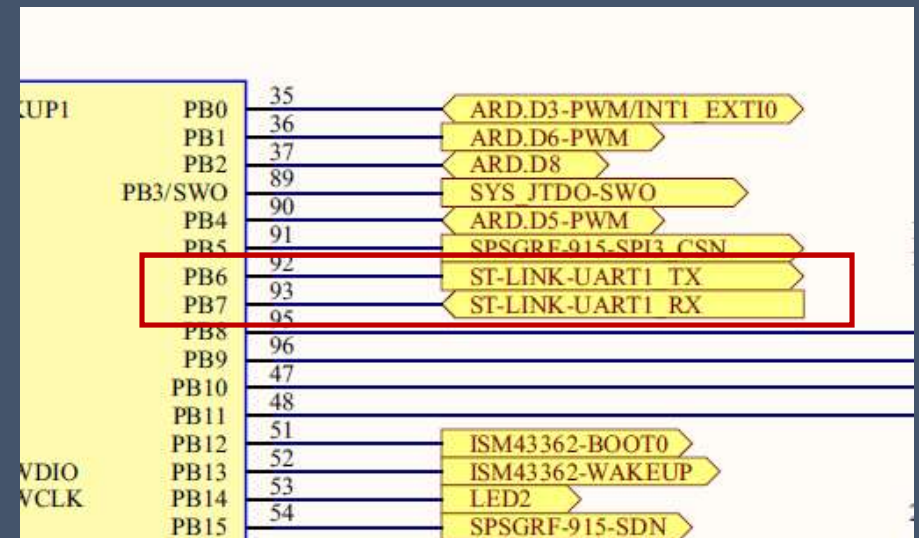 35
KUP1 PB0 ARD.D3-PWM/INT1_EXTI0
36
PB1 ARD.D6-PWM
37
PB2 ARD.D8
89
PB3/SWO SYS_JTDO-SWO
90
PB4 ARD.D5-PWM
91
PB5 SPSGRF-915-SPI3_CSN
92
PB6 ST-LINK-UART1_TX
93
PB7 ST-LINK-UART1_RX
95
PB8
96
PB9
47
PB10
48
PB11
51
PB12 ISM43362-BOOT0
52
VDIO PB13 ISM43362-WAKEUP
53
VCLK PB14 LED2
54
PB15 SPSGRF-915-SDN